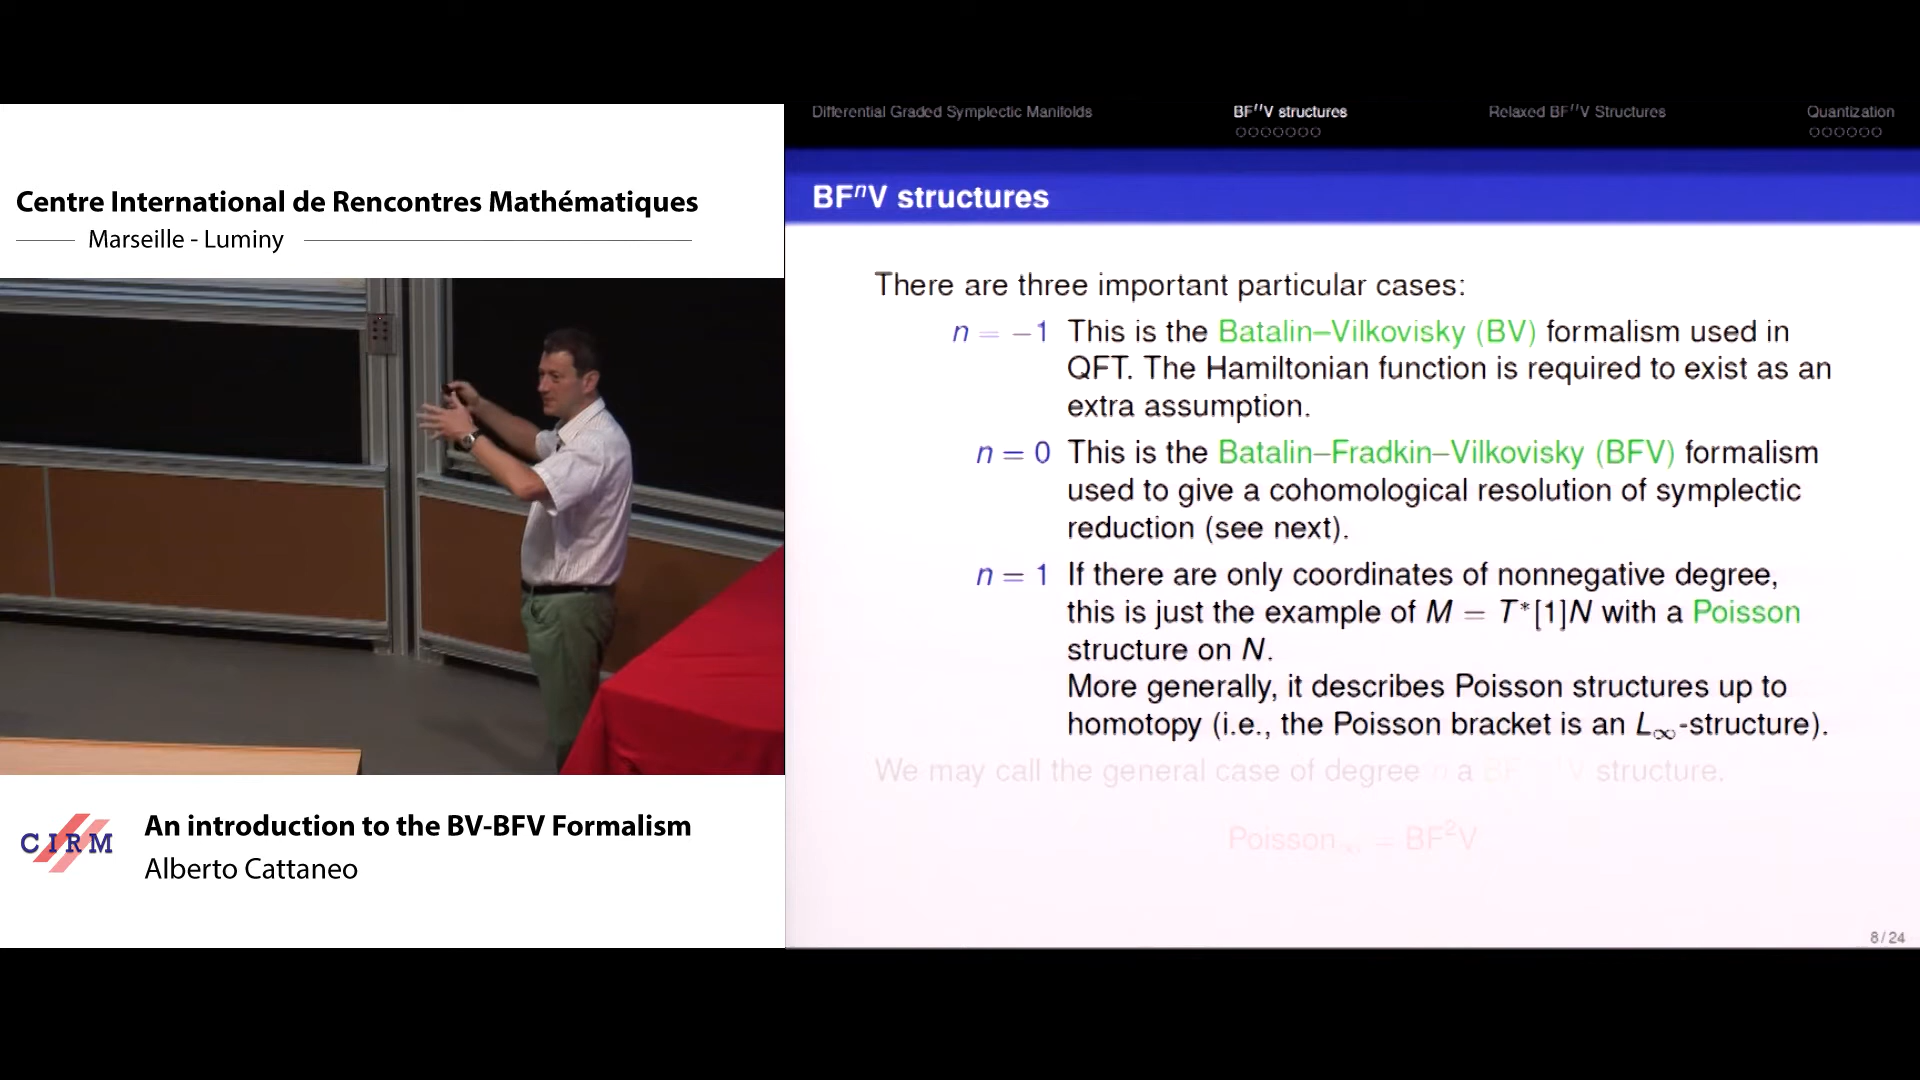 Centre International de Rencontres Mathématiques
Marseille - Luminy
CIRM
An introduction to the BV-BFV Formalism
Alberto Cattaneo
Differential Graded Symplectic Manifolds
BFⁿV structures
Relaxed BFⁿV Structures
Quantization
BFⁿV structures
There are three important particular cases:
n = −1 This is the Batalin–Vilkovisky (BV) formalism used in
QFT. The Hamiltonian function is required to exist as an
extra assumption.
n = 0 This is the Batalin–Fradkin–Vilkovisky (BFV) formalism
used to give a cohomological resolution of symplectic
reduction (see next).
n = 1 If there are only coordinates of nonnegative degree,
this is just the example of M = T*[1]N with a Poisson
structure on N.
More generally, it describes Poisson structures up to
homotopy (i.e., the Poisson bracket is an L∞-structure).
We may call the general case of degree n a structure.
Poisson = BF²V
8 / 24